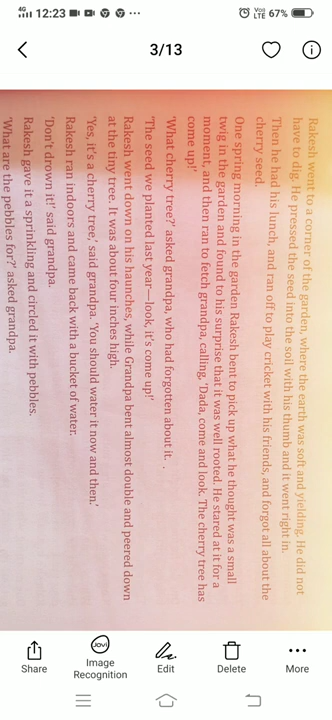 4G 12:23
Vo))
LTE 67%
3/13
Rakesh went to a corner of the garden, where the earth was soft and yielding. He did not
have to dig. He pressed the seed into the soil with his thumb and it went right in.
Then he had his lunch, and ran off to play cricket with his friends, and forgot all about the
cherry seed.
One spring morning in the garden Rakesh bent to pick up what he thought was a small
twig in the garden and found to his surprise that it was well rooted. He stared at it for a
moment, and then ran to fetch grandpa, calling, 'Dada, come and look. The cherry tree has
come up!'
'What cherry tree?' asked grandpa, who had forgotten about it.
'The seed we planted last year—look, it's come up!'
Rakesh went down on his haunches, while Grandpa bent almost double and peered down
at the tiny tree. It was about four inches high.
'Yes, it's a cherry tree,' said grandpa. 'You should water it now and then.'
Rakesh ran indoors and came back with a bucket of water.
'Don't drown it!' said grandpa.
Rakesh gave it a sprinkling and circled it with pebbles.
'What are the pebbles for?' asked grandpa.
Share
JOVI
Image
Recognition
Edit
Delete
More